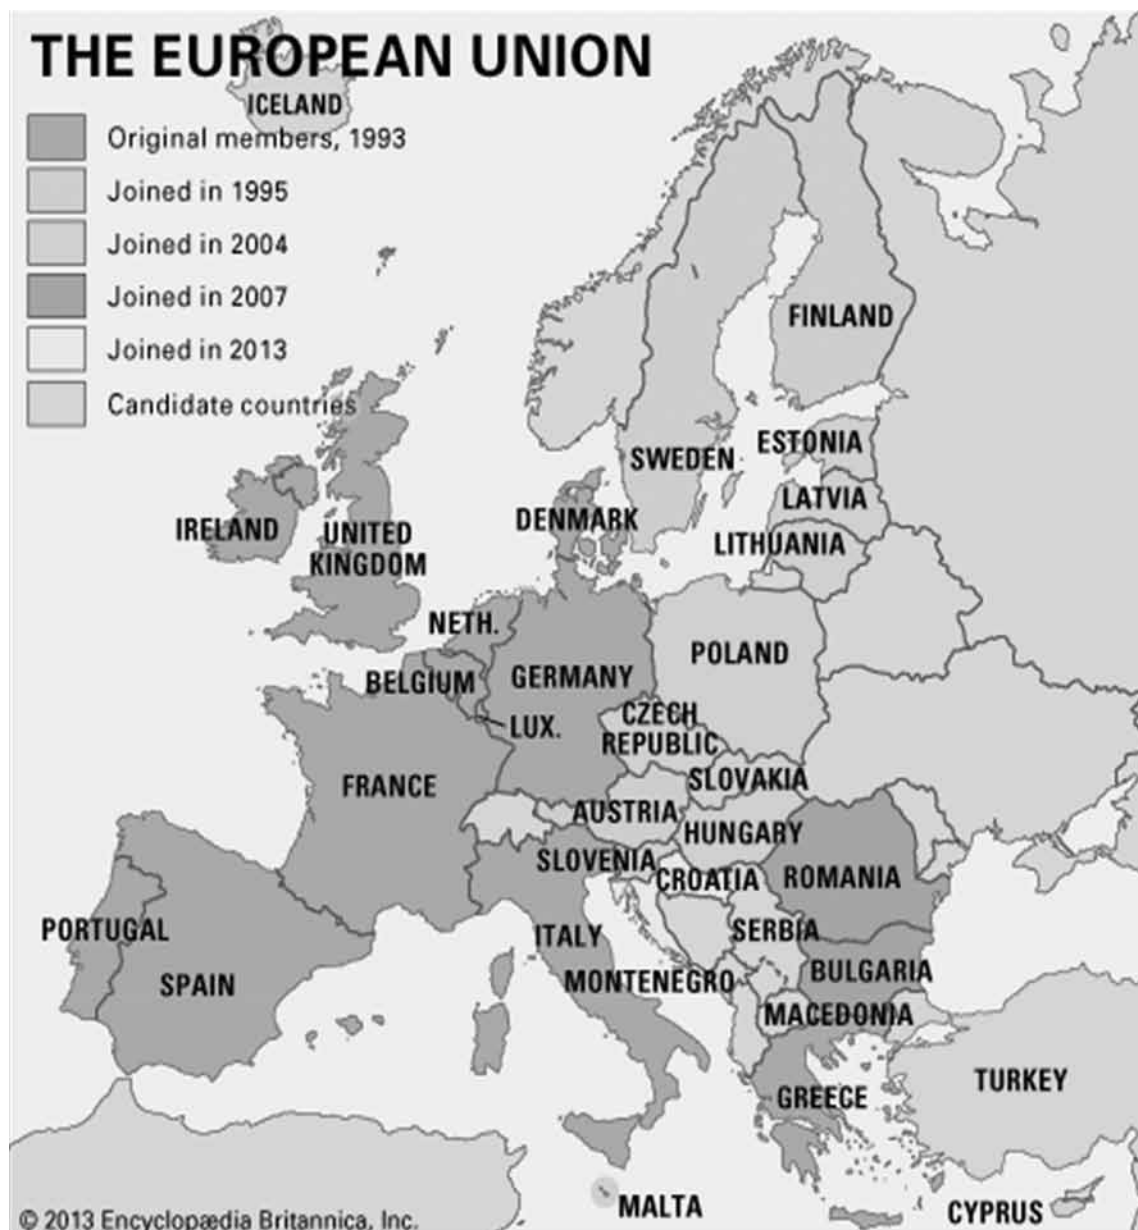 THE EUROPEAN UNION
ICELAND
Original members, 1993
Joined in 1995
Joined in 2004
Joined in 2007
Joined in 2013
Candidate countries
FINLAND
SWEDEN
ESTONIA
LATVIA
LITHUANIA
DENMARK
IRELAND
UNITED
KINGDOM
NETH.
POLAND
BELGIUM
GERMANY
LUX.
CZECH
REPUBLIC
SLOVAKIA
FRANCE
AUSTRIA
HUNGARY
SLOVENIA
CROATIA
ROMANIA
PORTUGAL
ITALY
SERBIA
SPAIN
MONTENEGRO
BULGARIA
MACEDONIA
TURKEY
GREECE
MALTA
CYPRUS
© 2013 Encyclopædia Britannica, Inc.